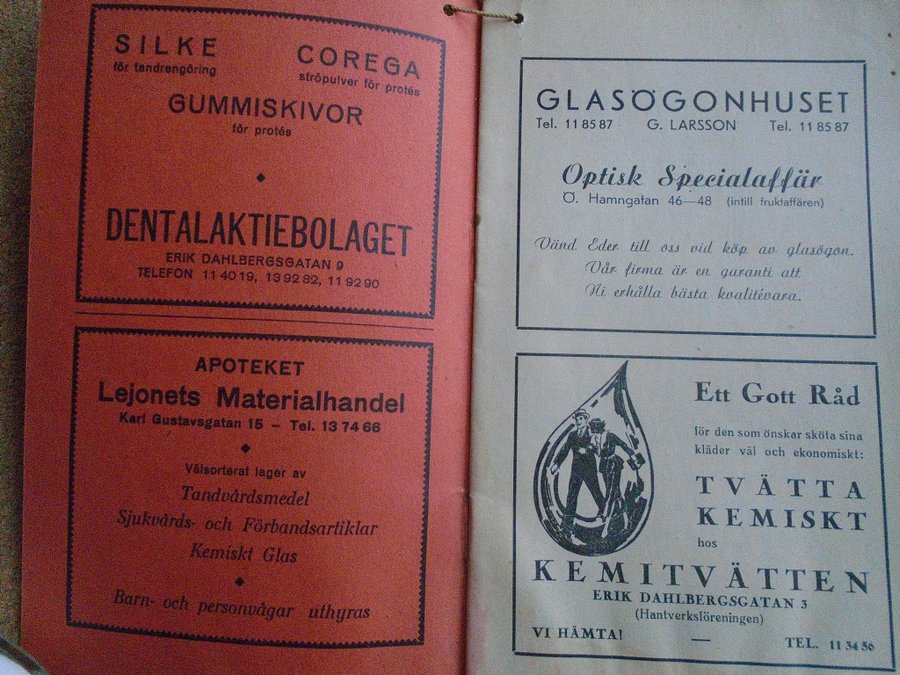 SILKE
för tandrengöring
COREGA
ströpulver för protés
GUMMISKIVOR
för protés
DENTALAKTIEBOLAGET
ERIK DAHLBERGSGATAN 9
TELEFON 11 40 19, 13 92 82, 11 92 90
APOTEKET
Lejonets Materialhandel
Karl Gustavsgatan 15 – Tel. 13 74 66
Välsorterat lager av
Tandvårdsmedel
Sjukvårds- och Förbandsartiklar
Kemiskt Glas
Barn- och personvågar uthyras
GLASÖGONHUSET
Tel. 11 85 87 G. LARSSON Tel. 11 85 87
Optisk Specialaffär
Ö. Hamngatan 46—48 (intill fruktaffären)
Vänd Eder till oss vid köp av glasögon.
Vår firma är en garanti att
Ni erhålla bästa kvalitévara.
Ett Gott Råd
för den som önskar sköta sina
kläder väl och ekonomiskt:
TVÄTTA
KEMISKT
hos
KEMITVÄTTEN
ERIK DAHLBERGSGATAN 3
(Hantverksföreningen)
VI HÄMTA! — TEL. 11 34 56